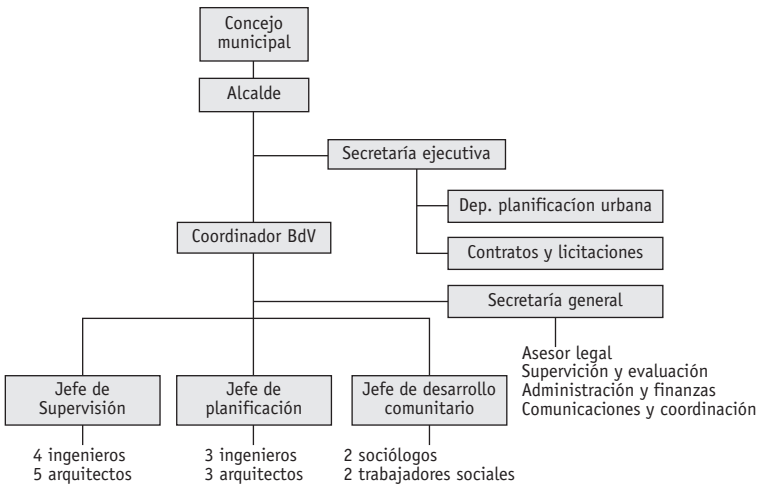 Concejo
municipal
Alcalde
Secretaría ejecutiva
Dep. planificacíon urbana
Coordinador BdV
Contratos y licitaciones
Secretaría general
Asesor legal
Supervición y evaluación
Administración y finanzas
Comunicaciones y coordinación
Jefe de
Supervisión
4 ingenieros
5 arquitectos
Jefe de
planificación
3 ingenieros
3 arquitectos
Jefe de desarrollo
comunitario
2 sociólogos
2 trabajadores sociales